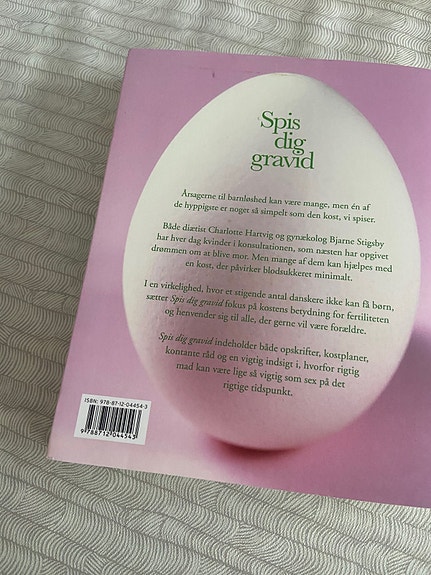 Spis
dig
gravid
Årsagerne til barnløshed kan være mange, men én af
de hyppigste er noget så simpelt som den kost, vi spiser.
Både diætist Charlotte Hartvig og gynækolog Bjarne Stigsby
har hver dag kvinder i konsultationen, som næsten har opgivet
drømmen om at blive mor. Men mange af dem kan hjælpes med
en kost, der påvirker blodsukkeret minimalt.
I en virkelighed, hvor et stigende antal danskere ikke kan få børn,
sætter Spis dig gravid fokus på kostens betydning for fertiliteten
og henvender sig til alle, der gerne vil være forældre.
Spis dig gravid indeholder både opskrifter, kostplaner,
kontante råd og en vigtig indsigt i, hvorfor rigtig
mad kan være lige så vigtig som sex på det
rigtige tidspunkt.
ISBN: 978-87-12-04454-3
9 788712 044543